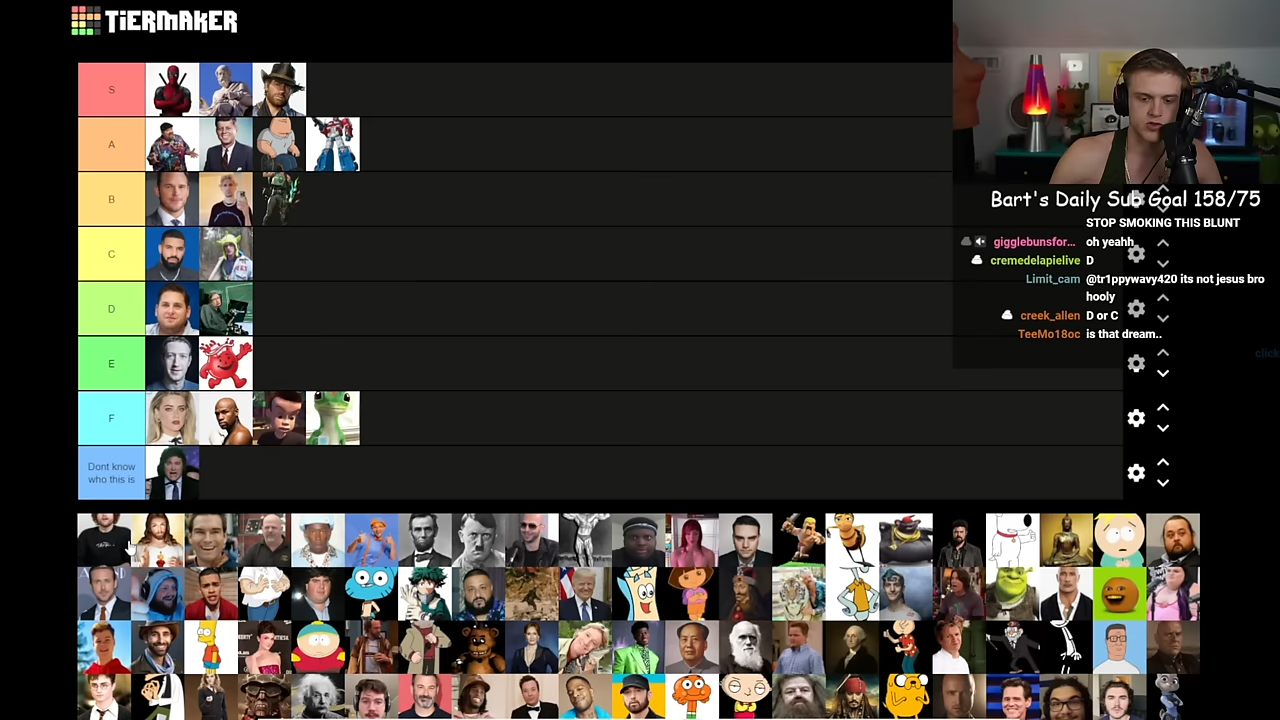 TiERMAKER
S
A
B
C
D
E
F
Dont know
who this is
Bart's Daily Sub Goal 158/75
STOP SMOKING THIS BLUNT
gigglebunsfor... oh yeahh
cremedelapielive D
Limit_cam @tr1ppywavy420 its not jesus bro
hooly
creek_allen D or C
TeeMo18oc is that dream..
click